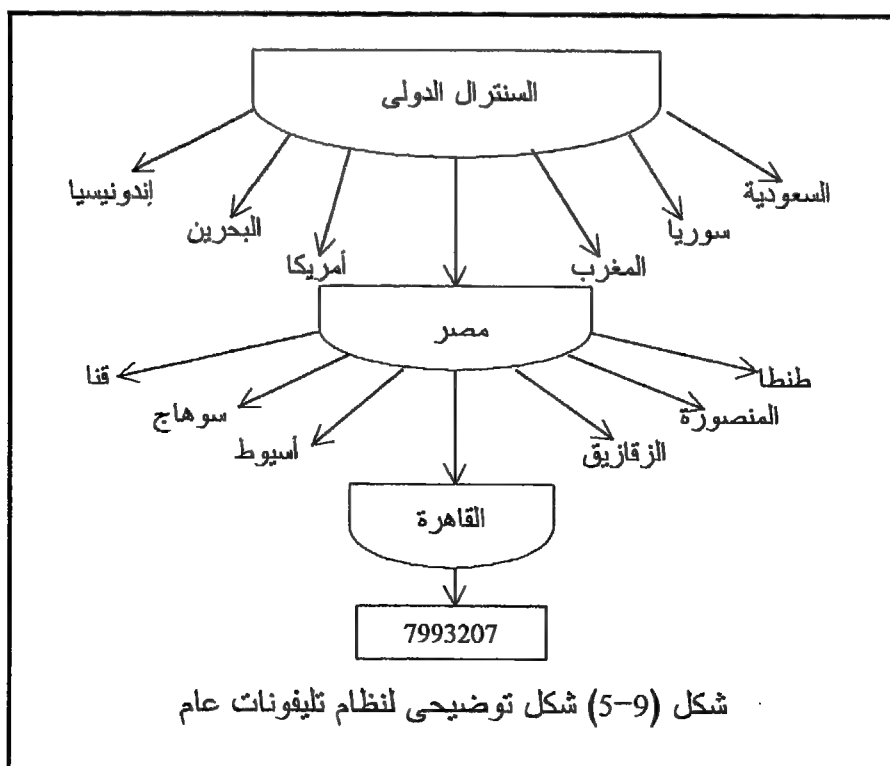 السنترال الدولى
السعودية
سوريا
المغرب
أمريكا
البحرين
إندونيسيا
مصر
طنطا
المنصورة
الزقازيق
أسيوط
سوهاج
قنا
القاهرة
7993207
شكل (9-5) شكل توضيحى لنظام تليفونات عام